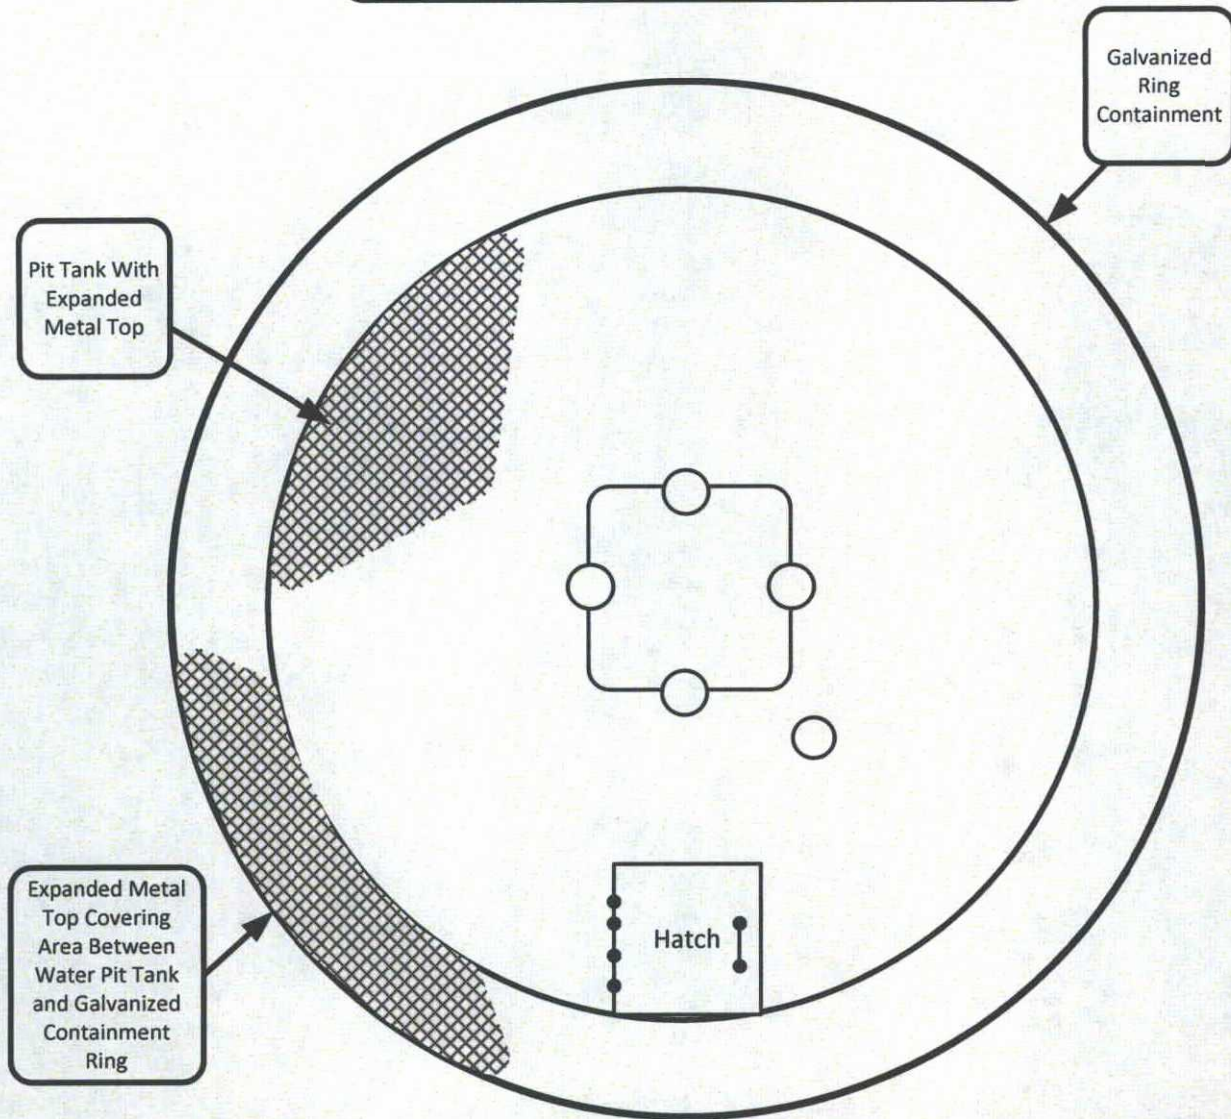 Galvanized
Ring
Containment
Pit Tank With
Expanded
Metal Top
Expanded Metal
Top Covering
Area Between
Water Pit Tank
and Galvanized
Containment
Ring
Hatch